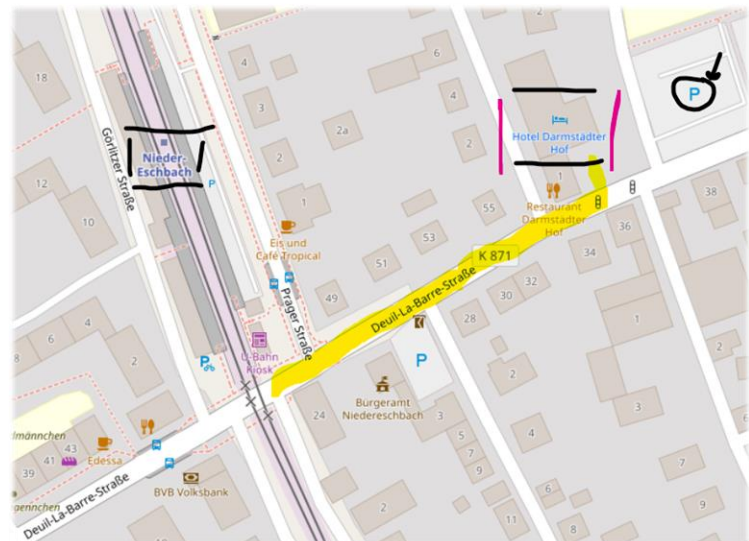 18
4
6
P
3
4
2a
Hotel Darmstädter
Hof
2
2
2
Nieder-
Eschbach
Görlitzer Straße
12
P
1
1
38
10
Restaurant
Darmstädter
Hof
55
36
Eis und
Café Tropical
53
34
K 871
51
32
30
Prager Straße
49
Deuil-La-Barre-Straße
28
1
6
4
8
2
U-Bahn
Kiosk
P
P
2
Bürgeramt
Niedereschbach
24
3
3
dmännchen
43
41
39
Edessa
5
7
9
4
7
BVB Volksbank
aennchen
Deuil-La-Barre-Straße
2
11
6
8
9